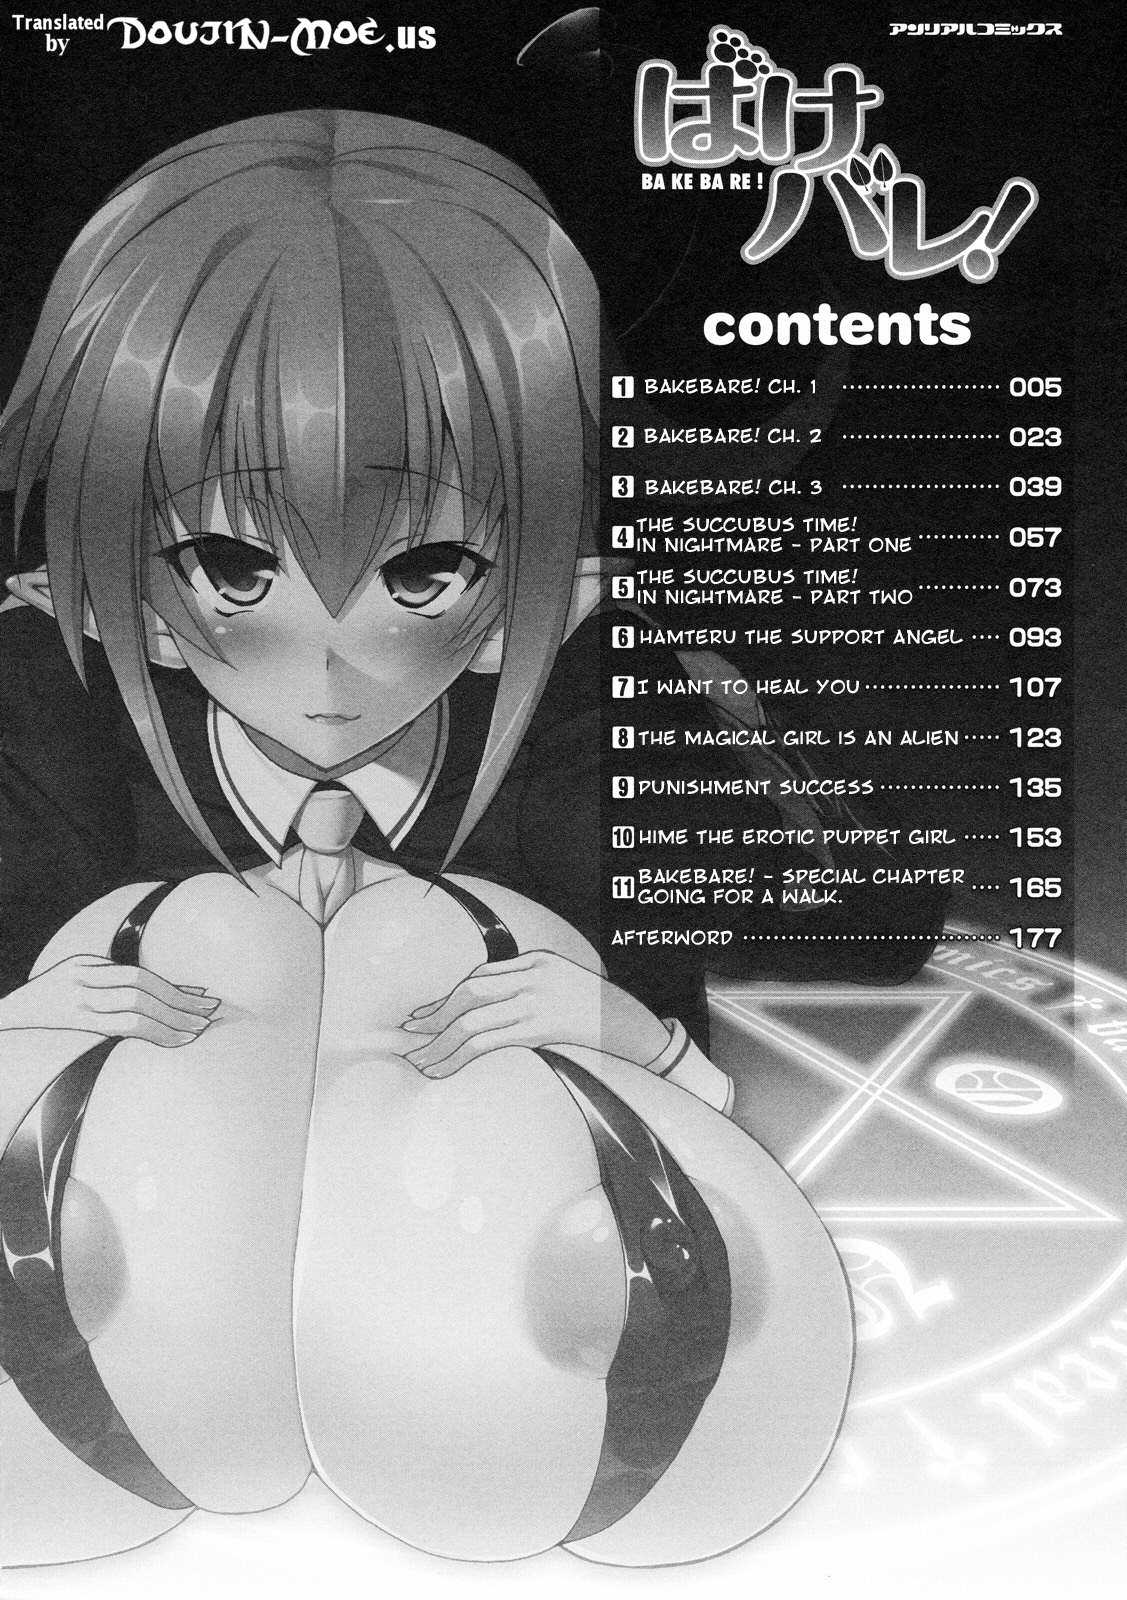 Translated by DOUJIN-MOE.us
アンリアルコミックス
ばけバレ!
BA KE BA RE!
contents
1 BAKEBARE! CH. 1 ···················· 005
2 BAKEBARE! CH. 2 ···················· 023
3 BAKEBARE! CH. 3 ···················· 039
4 THE SUCCUBUS TIME!
IN NIGHTMARE - PART ONE ·········· 057
5 THE SUCCUBUS TIME!
IN NIGHTMARE - PART TWO ·········· 073
6 HAMTERU THE SUPPORT ANGEL ···· 093
7 I WANT TO HEAL YOU ················· 107
8 THE MAGICAL GIRL IS AN ALIEN ····· 123
9 PUNISHMENT SUCCESS ··············· 135
10 HIME THE EROTIC PUPPET GIRL ····· 153
11 BAKEBARE! - SPECIAL CHAPTER
GOING FOR A WALK. ···· 165
AFTERWORD ································· 177
mics